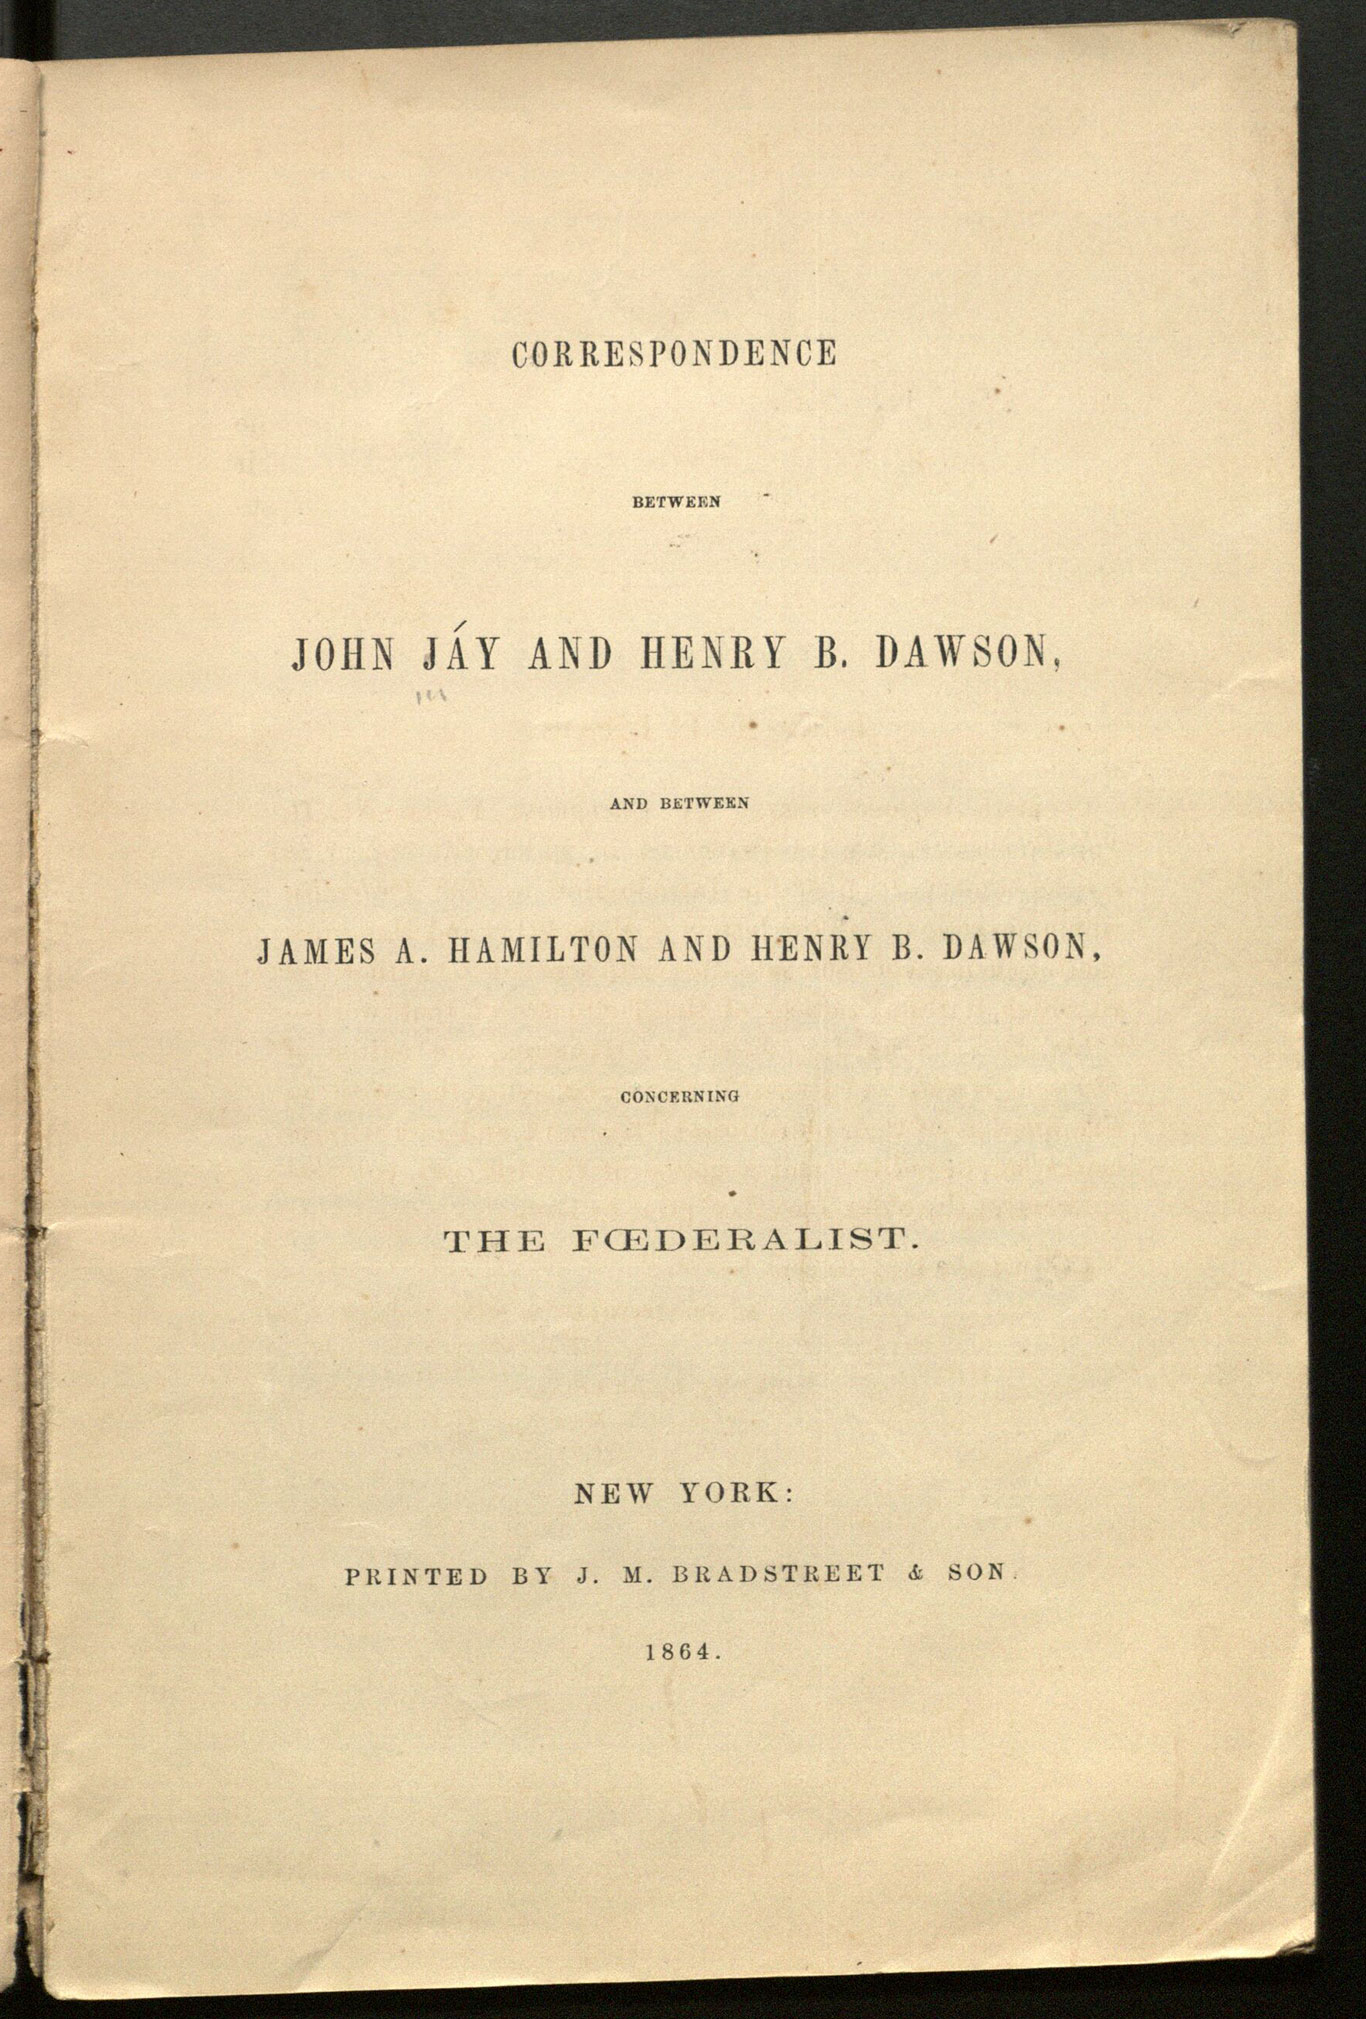 CORRESPONDENCE
BETWEEN
JOHN JÁY AND HENRY B. DAWSON,
AND BETWEEN
JAMES A. HAMILTON AND HENRY B. DAWSON,
CONCERNING
THE FŒDERALIST.
NEW YORK:
PRINTED BY J. M. BRADSTREET & SON.
1864.